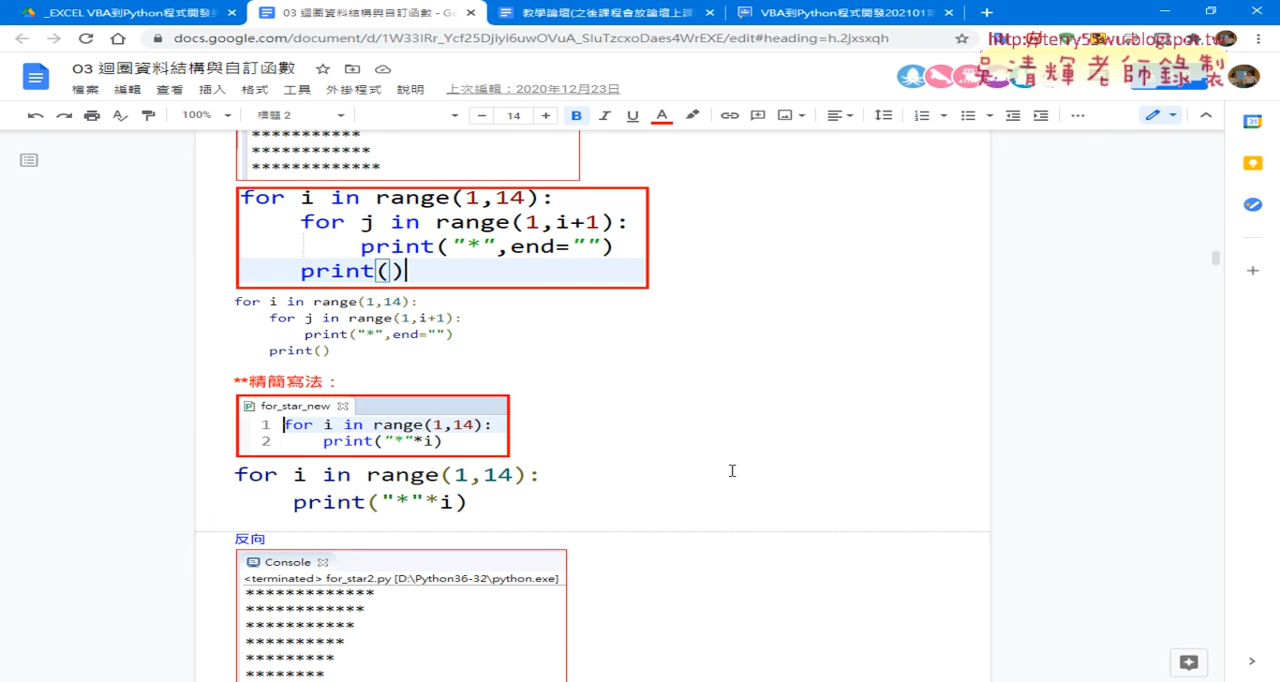 _EXCEL VBA到Python程式開發
03 迴圈資料結構與自訂函數 - Go
教學論壇(之後課程會放論壇上課
VBA到Python程式開發202101
docs.google.com/document/d/1W33IRr_Ycf25Djiyi6uwOVuA_SIuTzcxoDaes4WrEXE/edit#heading=h.2jxsxqh
http://terry55wu.blogspot.tw
吳清輝老師錄製
03 迴圈資料結構與自訂函數
檔案 編輯 查看 插入 格式 工具 外掛程式 說明 上次編輯：2020年12月23日
100% 標題 2 14 B I U A
***********
************
*************
for i in range(1,14):
for j in range(1,i+1):
print("*",end="")
print()
for i in range(1,14):
for j in range(1,i+1):
print("*",end="")
print()
**精簡寫法：
for_star_new
1 for i in range(1,14):
2 print("*"*i)
for i in range(1,14):
print("*"*i)
反向
Console
<terminated> for_star2.py [D:\Python36-32\python.exe]
*************
************
***********
**********
*********
********